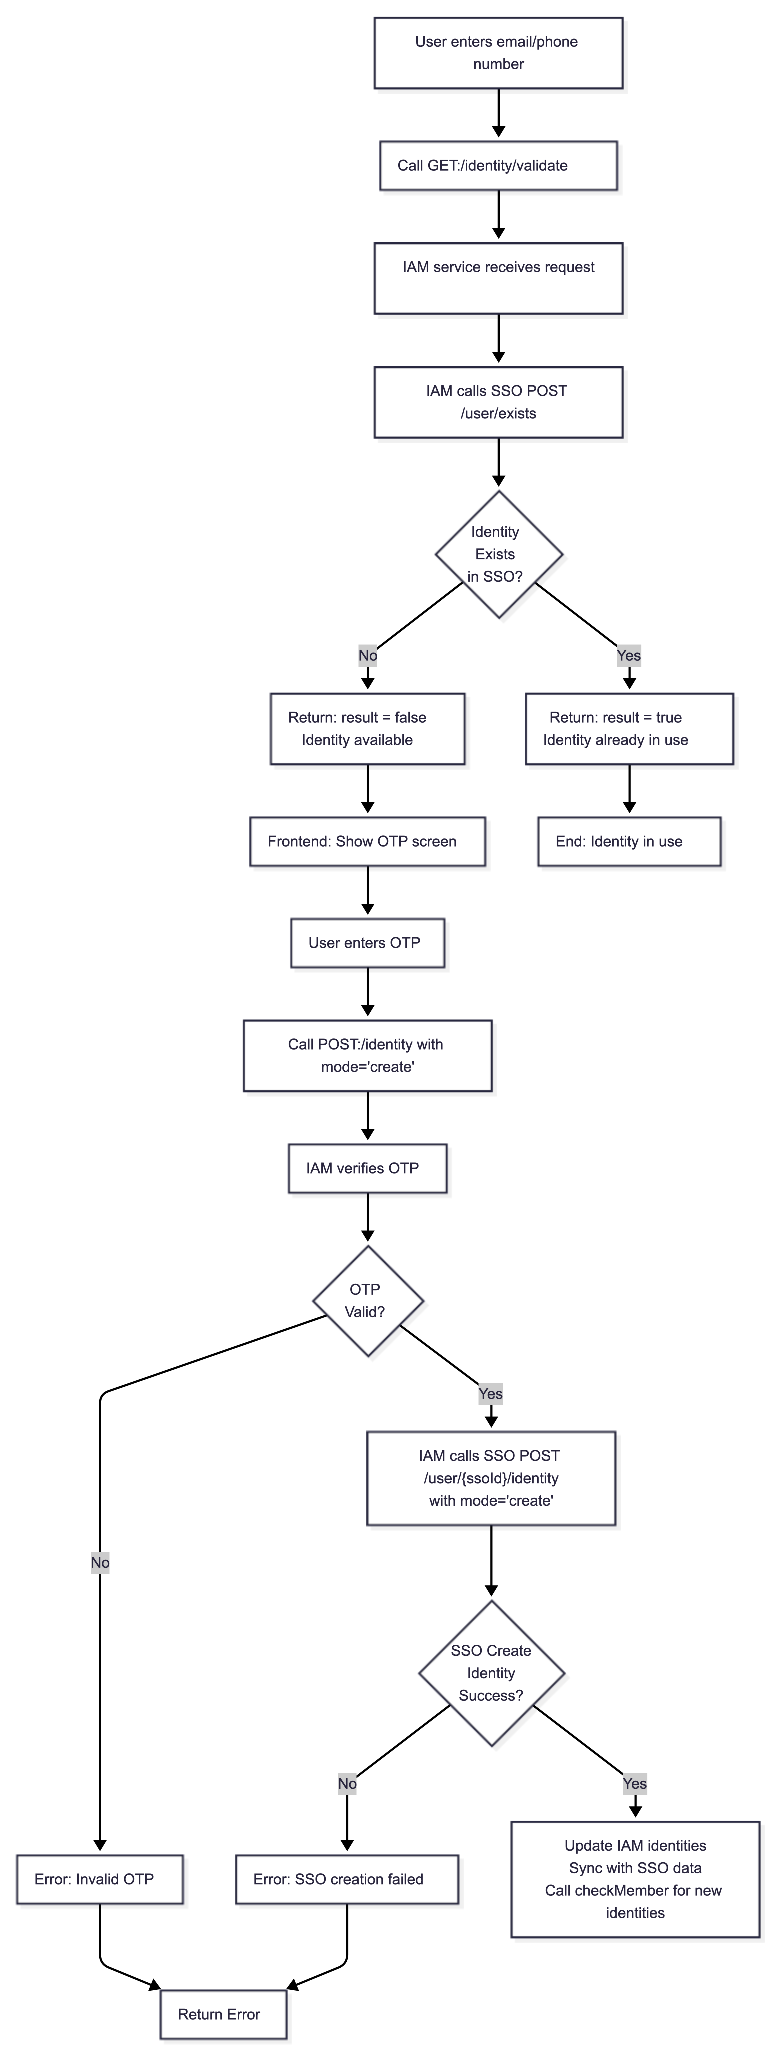 User enters email/phone
number
Call GET:/identity/validate
IAM service receives request
IAM calls SSO POST
/user/exists
Identity
Exists
in SSO?
No
Yes
Return: result = false
Identity available
Return: result = true
Identity already in use
Frontend: Show OTP screen
End: Identity in use
User enters OTP
Call POST:/identity with
mode='create'
IAM verifies OTP
OTP
Valid?
Yes
IAM calls SSO POST
/user/{ssoId}/identity
with mode='create'
No
SSO Create
Identity
Success?
No
Yes
Error: Invalid OTP
Error: SSO creation failed
Update IAM identities
Sync with SSO data
Call checkMember for new
identities
Return Error